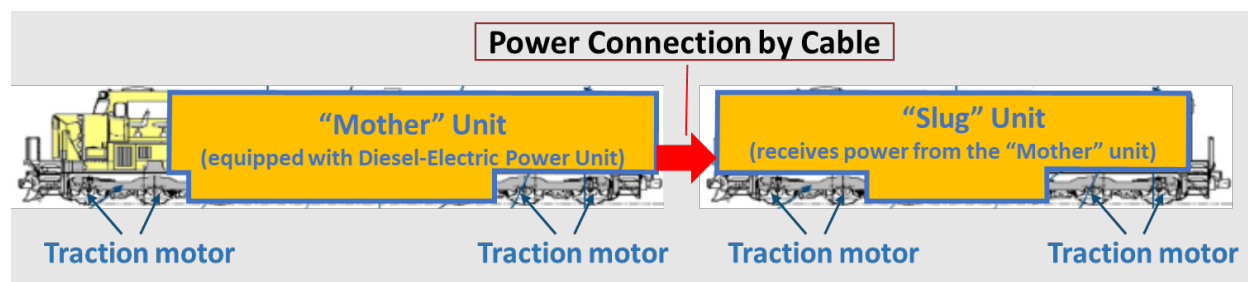 Power Connection by Cable
“Mother” Unit
(equipped with Diesel-Electric Power Unit)
“Slug” Unit
(receives power from the “Mother” unit)
Traction motor
Traction motor
Traction motor
Traction motor